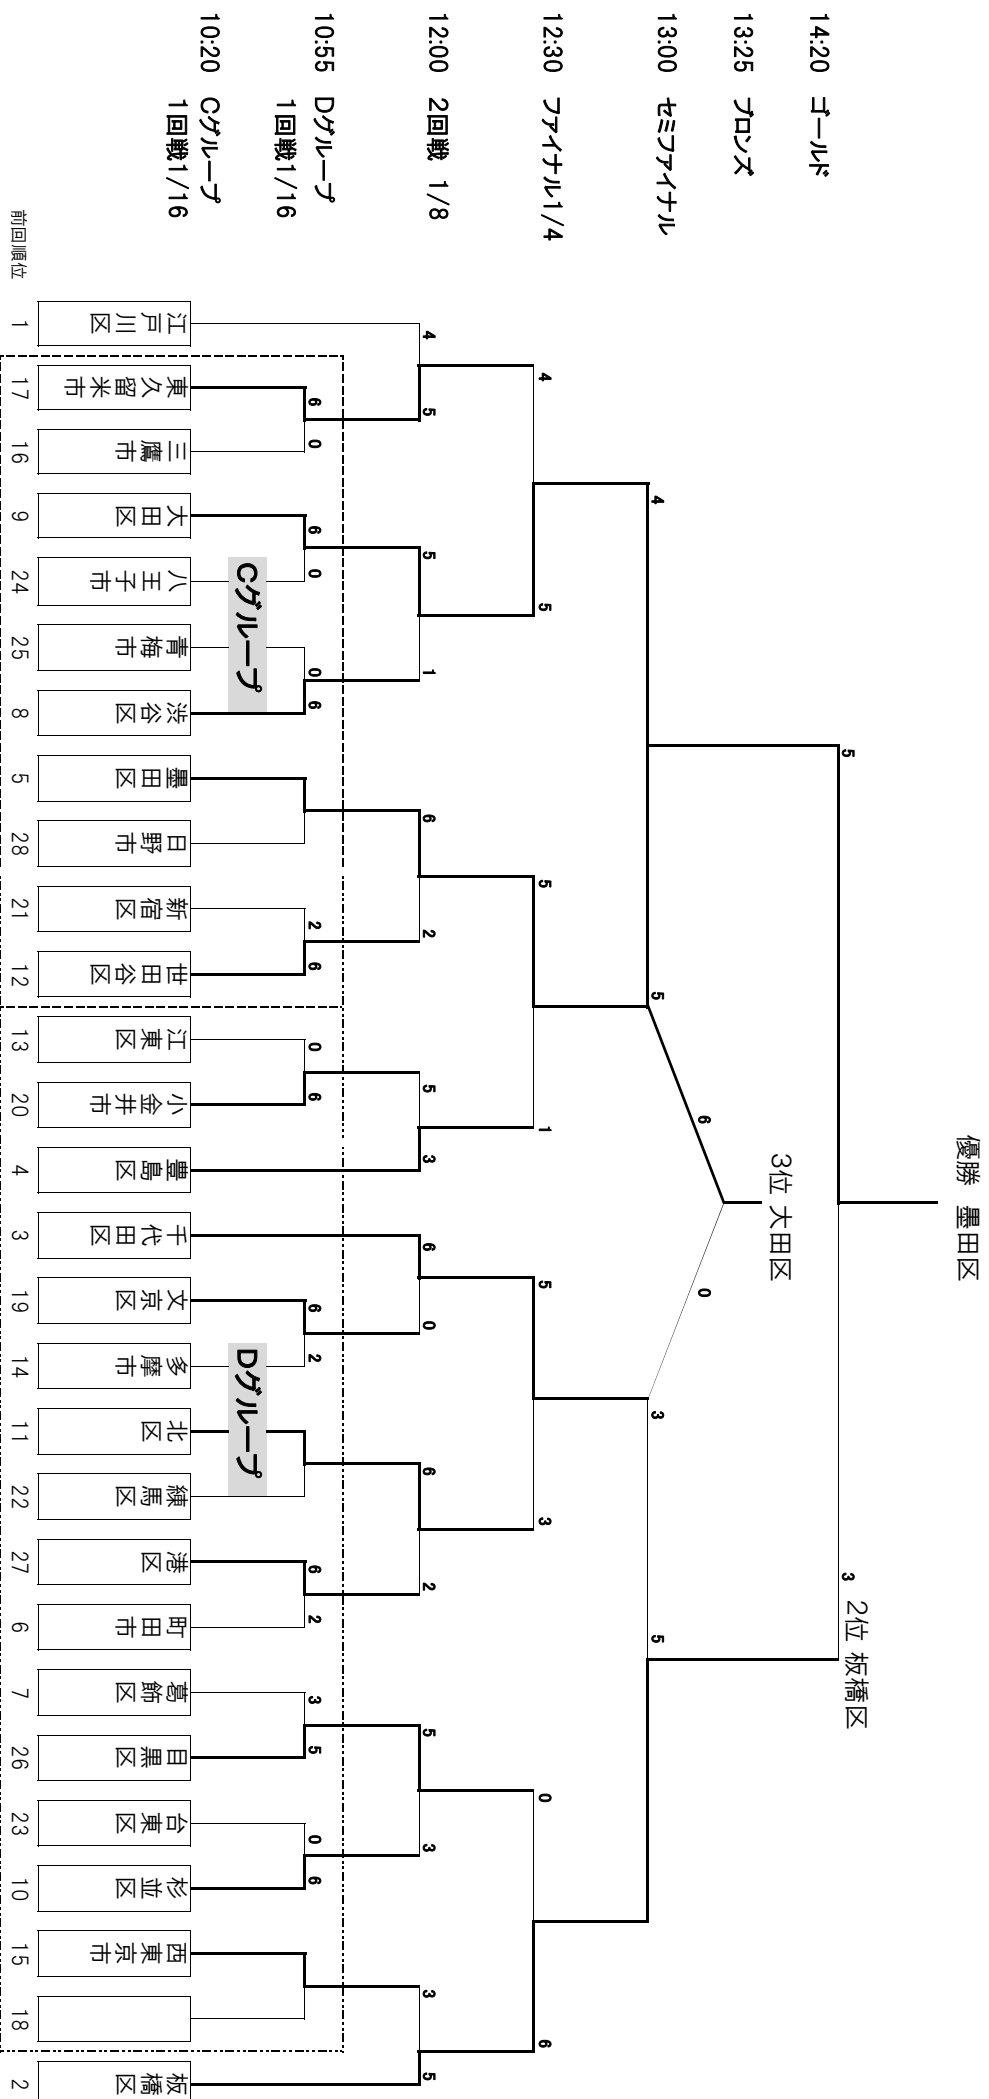 優勝 墨田区
2位 板橋区
5 3
14:20 ゴールド
3位 大田区
13:25 ブロンズ
6 0
13:00 セミファイナル
4 5 3 5
12:30 ファイナル1/4
4 5 5 1 5 3 0 6
12:00 2回戦 1/8
4 5 5 1 6 2 5 3 6 0 6 2 5 3 3 5
10:55 Dグループ
1回戦1/16
6 0 6 0 0 6 2 6 0 6 6 2 6 2 3 5 0 6
Cグループ
Dグループ
10:20 Cグループ
1回戦1/16
江戸川区
東久留米市
三鷹市
大田区
八王子市
青梅市
渋谷区
墨田区
日野市
新宿区
世田谷区
江東区
小金井市
豊島区
千代田区
文京区
多摩市
北区
練馬区
港区
町田市
葛飾区
目黒区
台東区
杉並区
西東京市
板橋区
前回順位 1 17 16 9 24 25 8 5 28 21 12 13 20 4 3 19 14 11 22 27 6 7 26 23 10 15 18 2